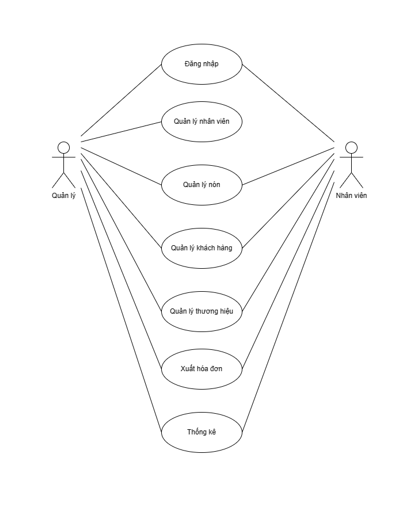 Đăng nhập
Quản lý nhân viên
Quản lý nón
Quản lý
Nhân viên
Quản lý khách hàng
Quản lý thương hiệu
Xuất hóa đơn
Thống kê